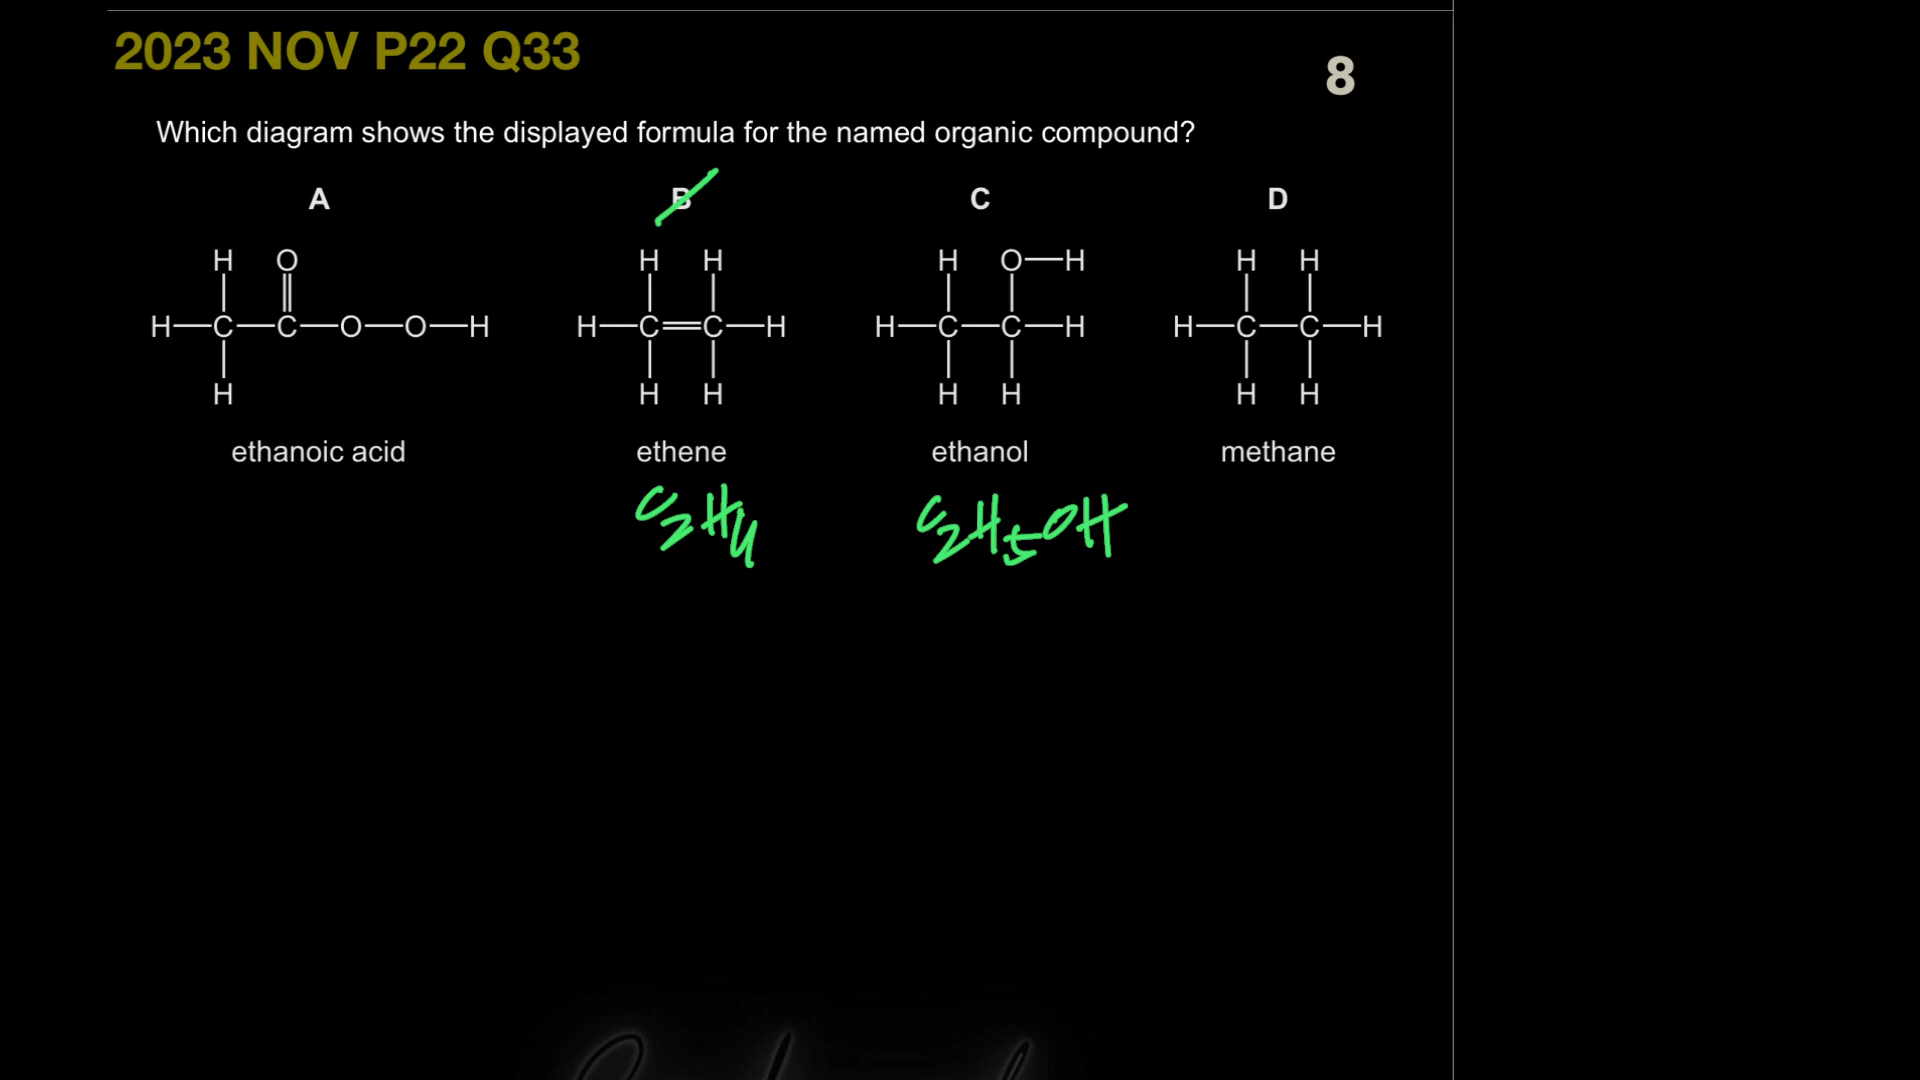 2023 NOV P22 Q33
8
Which diagram shows the displayed formula for the named organic compound?
A B C D
H O H H H O—H H H
H—C—C—O—O—H H—C=C—H H—C—C—H H—C—C—H
H H H H H H H
ethanoic acid ethene ethanol methane
C2H4 C2H5OH